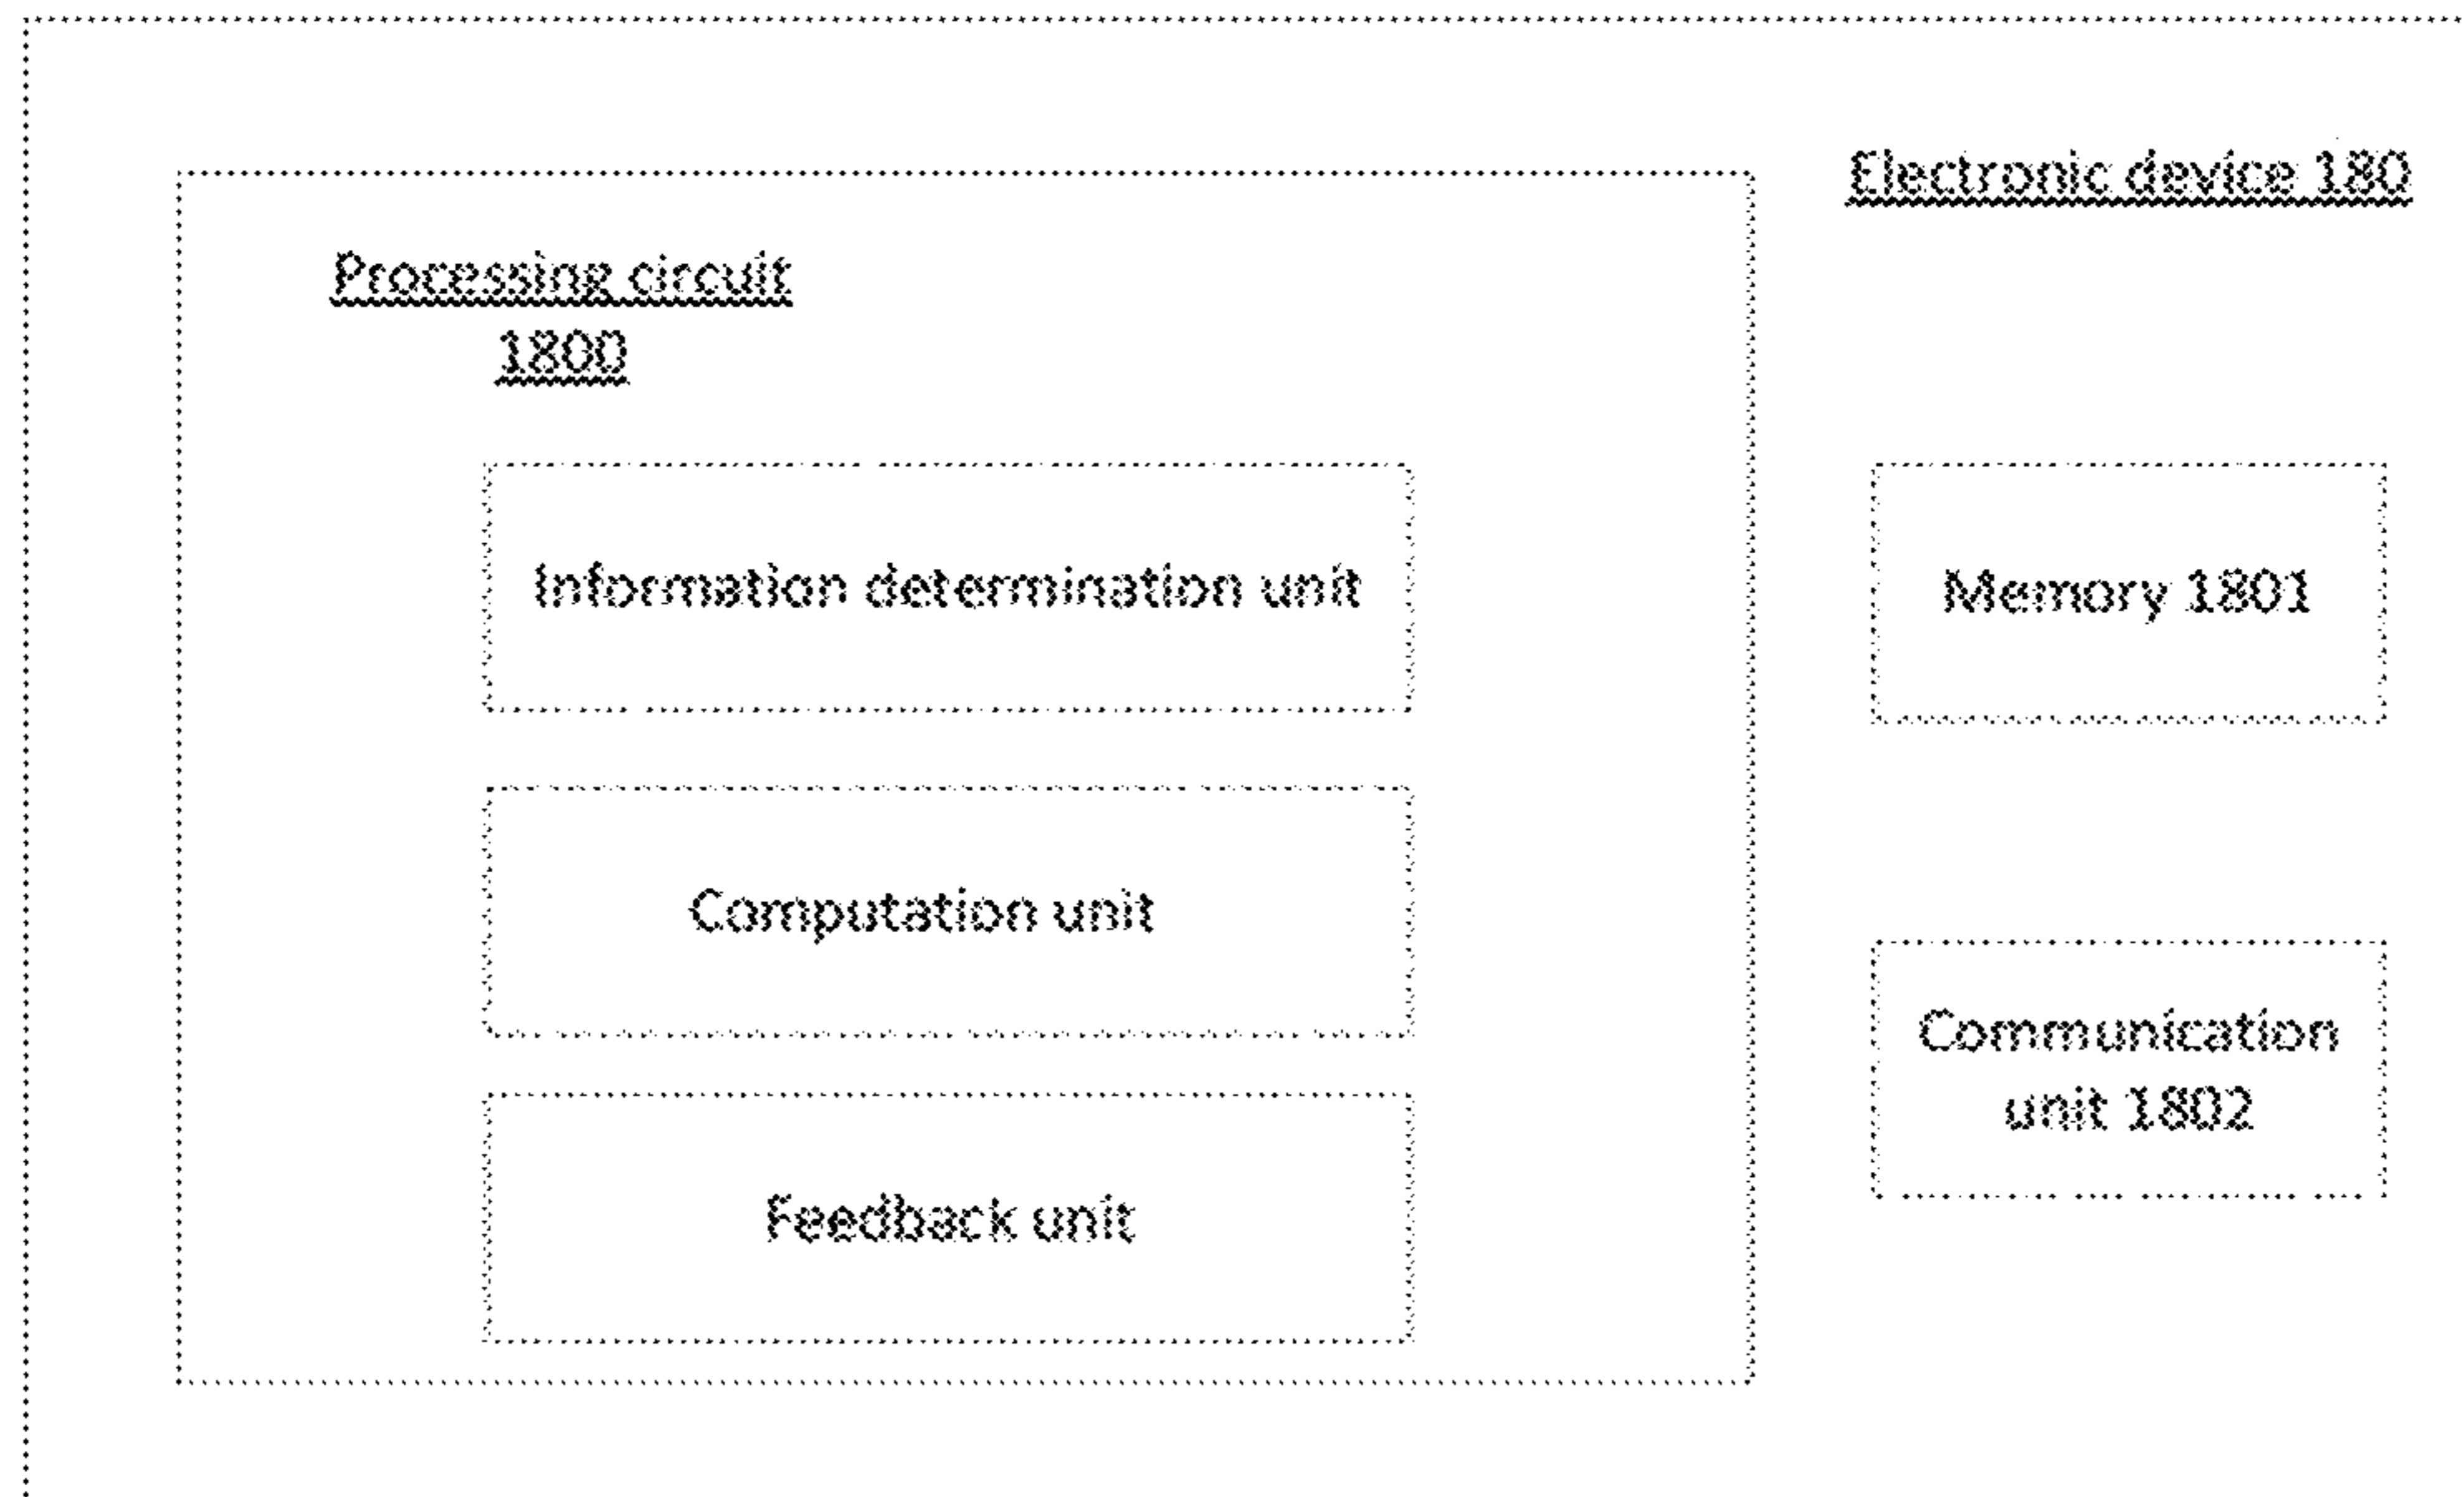 Electronic device 180
Processing circuit
1800
Information determination unit
Memory 1801
Computation unit
Communication
unit 1802
Feedback unit